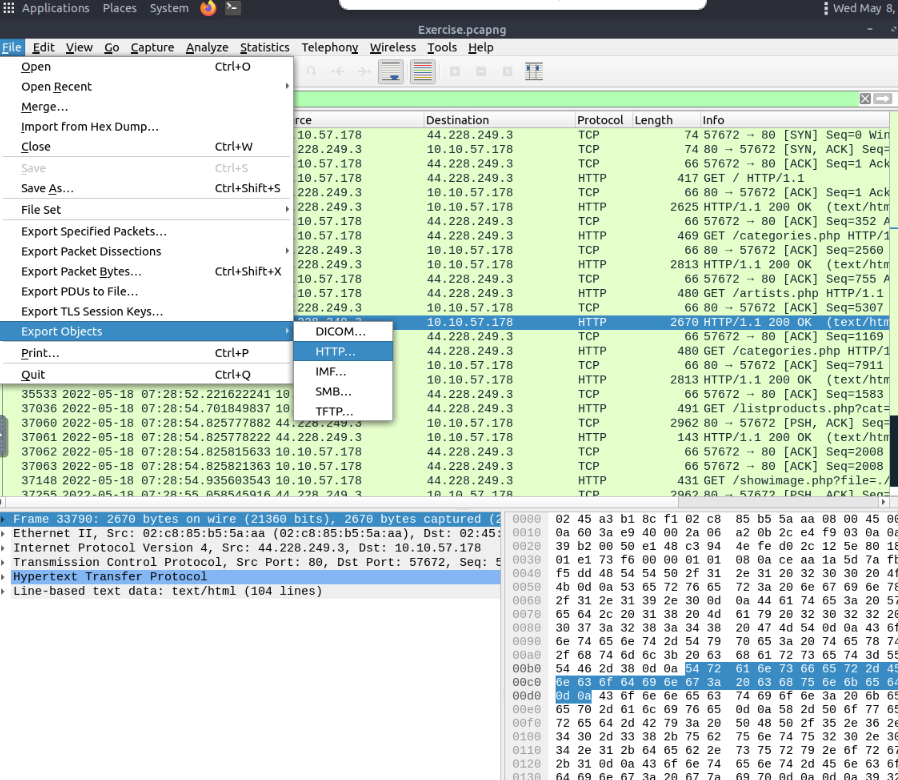 Applications Places System Wed May 8,
Exercise.pcapng
File Edit View Go Capture Analyze Statistics Telephony Wireless Tools Help
Open Ctrl+O
Open Recent
Merge...
Import from Hex Dump...
Close Ctrl+W
Save Ctrl+S
Save As... Ctrl+Shift+S
File Set
Export Specified Packets...
Export Packet Dissections
Export Packet Bytes... Ctrl+Shift+X
Export PDUs to File...
Export TLS Session Keys...
Export Objects
Print... Ctrl+P
Quit Ctrl+Q
DICOM...
HTTP...
IMF...
SMB...
TFTP...
rce Destination Protocol Length Info
10.57.178 44.228.249.3 TCP 74 57672 → 80 [SYN] Seq=0 Win
228.249.3 10.10.57.178 TCP 74 80 → 57672 [SYN, ACK] Seq=
10.57.178 44.228.249.3 TCP 66 57672 → 80 [ACK] Seq=1 Ack
10.57.178 44.228.249.3 HTTP 417 GET / HTTP/1.1
228.249.3 10.10.57.178 TCP 66 80 → 57672 [ACK] Seq=1 Ack
228.249.3 10.10.57.178 HTTP 2625 HTTP/1.1 200 OK (text/htm
10.57.178 44.228.249.3 TCP 66 57672 → 80 [ACK] Seq=352 A
10.57.178 44.228.249.3 HTTP 469 GET /categories.php HTTP/1
228.249.3 10.10.57.178 TCP 66 80 → 57672 [ACK] Seq=2560
228.249.3 10.10.57.178 HTTP 2813 HTTP/1.1 200 OK (text/htm
10.57.178 44.228.249.3 TCP 66 57672 → 80 [ACK] Seq=755 A
10.57.178 44.228.249.3 HTTP 480 GET /artists.php HTTP/1.1
228.249.3 10.10.57.178 TCP 66 80 → 57672 [ACK] Seq=5307
10.10.57.178 HTTP 2670 HTTP/1.1 200 OK (text/htm
44.228.249.3 TCP 66 57672 → 80 [ACK] Seq=1169
44.228.249.3 HTTP 480 GET /categories.php HTTP/1
10.10.57.178 TCP 66 80 → 57672 [ACK] Seq=7911
10.10.57.178 HTTP 2813 HTTP/1.1 200 OK (text/htm
35533 2022-05-18 07:28:52.221622241 10. 44.228.249.3 TCP 66 57672 → 80 [ACK] Seq=1583
37036 2022-05-18 07:28:54.701849837 10. 44.228.249.3 HTTP 491 GET /listproducts.php?cat=
37060 2022-05-18 07:28:54.825777882 44.228.249.3 10.10.57.178 TCP 2962 80 → 57672 [PSH, ACK] Seq=
37061 2022-05-18 07:28:54.825778222 44.228.249.3 10.10.57.178 HTTP 143 HTTP/1.1 200 OK (text/htm
37062 2022-05-18 07:28:54.825815633 10.10.57.178 44.228.249.3 TCP 66 57672 → 80 [ACK] Seq=2008
37063 2022-05-18 07:28:54.825821363 10.10.57.178 44.228.249.3 TCP 66 57672 → 80 [ACK] Seq=2008
37148 2022-05-18 07:28:54.935603543 10.10.57.178 44.228.249.3 HTTP 431 GET /showimage.php?file=./
37255 2022-05-18 07:28:55.058545916 44.228.249.3 10.10.57.178 TCP 2962 80 → 57672 [PSH, ACK] Seq=
Frame 33790: 2670 bytes on wire (21360 bits), 2670 bytes captured (2
Ethernet II, Src: 02:c8:85:b5:5a:aa (02:c8:85:b5:5a:aa), Dst: 02:45:
Internet Protocol Version 4, Src: 44.228.249.3, Dst: 10.10.57.178
Transmission Control Protocol, Src Port: 80, Dst Port: 57672, Seq: 5
Hypertext Transfer Protocol
Line-based text data: text/html (104 lines)
0000 02 45 a3 b1 8c f1 02 c8 85 b5 5a aa 08 00 45 00
0010 0a 60 3a e9 40 00 2a 06 a2 0b 2c e4 f9 03 0a 0a
0020 39 b2 00 50 e1 48 c3 94 4e fe d0 2c 12 5e 80 18
0030 01 e1 73 f6 00 00 01 01 08 0a ce aa 1a 5d 7a fb
0040 f5 dd 48 54 54 50 2f 31 2e 31 20 32 30 30 20 4f
0050 4b 0d 0a 53 65 72 76 65 72 3a 20 6e 67 69 6e 78
0060 2f 31 2e 31 39 2e 30 0d 0a 44 61 74 65 3a 20 57
0070 65 64 2c 20 31 38 20 4d 61 79 20 32 30 32 32 20
0080 30 37 3a 32 38 3a 34 38 20 47 4d 54 0d 0a 43 6f
0090 6e 74 65 6e 74 2d 54 79 70 65 3a 20 74 65 78 74
00a0 2f 68 74 6d 6c 3b 20 63 68 61 72 73 65 74 3d 55
00b0 54 46 2d 38 0d 0a 54 72 61 6e 73 66 65 72 2d 45
00c0 6e 63 6f 64 69 6e 67 3a 20 63 68 75 6e 6b 65 64
00d0 0d 0a 43 6f 6e 6e 65 63 74 69 6f 6e 3a 20 6b 65
00e0 65 70 2d 61 6c 69 76 65 0d 0a 58 2d 50 6f 77 65
00f0 72 65 64 2d 42 79 3a 20 50 48 50 2f 35 2e 36 2e
0100 34 30 2d 33 38 2b 75 62 75 6e 74 75 32 30 2e 30
0110 34 2e 31 2b 64 65 62 2e 73 75 72 79 2e 6f 72 67
0120 2b 31 0d 0a 43 6f 6e 74 65 6e 74 2d 45 6e 63 6f
0130 64 69 6e 67 3a 20 67 7a 69 70 0d 0a 0d 0a 39 32